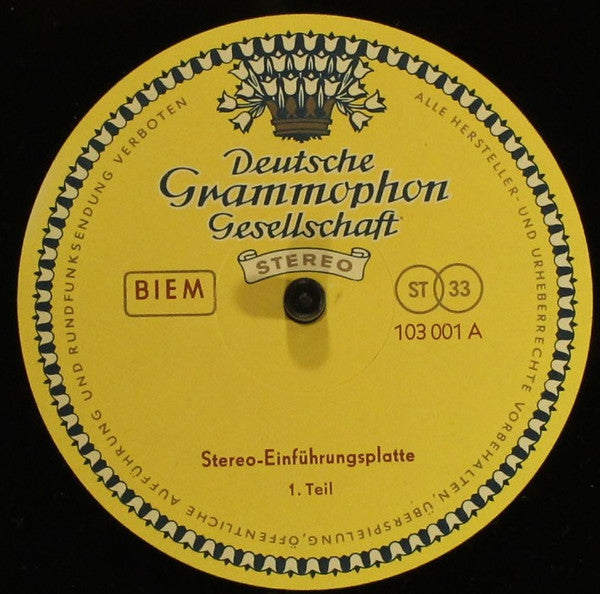 Deutsche
Grammophon
Gesellschaft
STEREO
BIEM
ST 33
103 001 A
Stereo-Einführungsplatte
1. Teil
ALLE HERSTELLER- UND URHEBERRECHTE VORBEHALTEN, ÜBERSPIELUNG, ÖFFENTLICHE AUFFÜHRUNG UND RUNDFUNKSENDUNG VERBOTEN